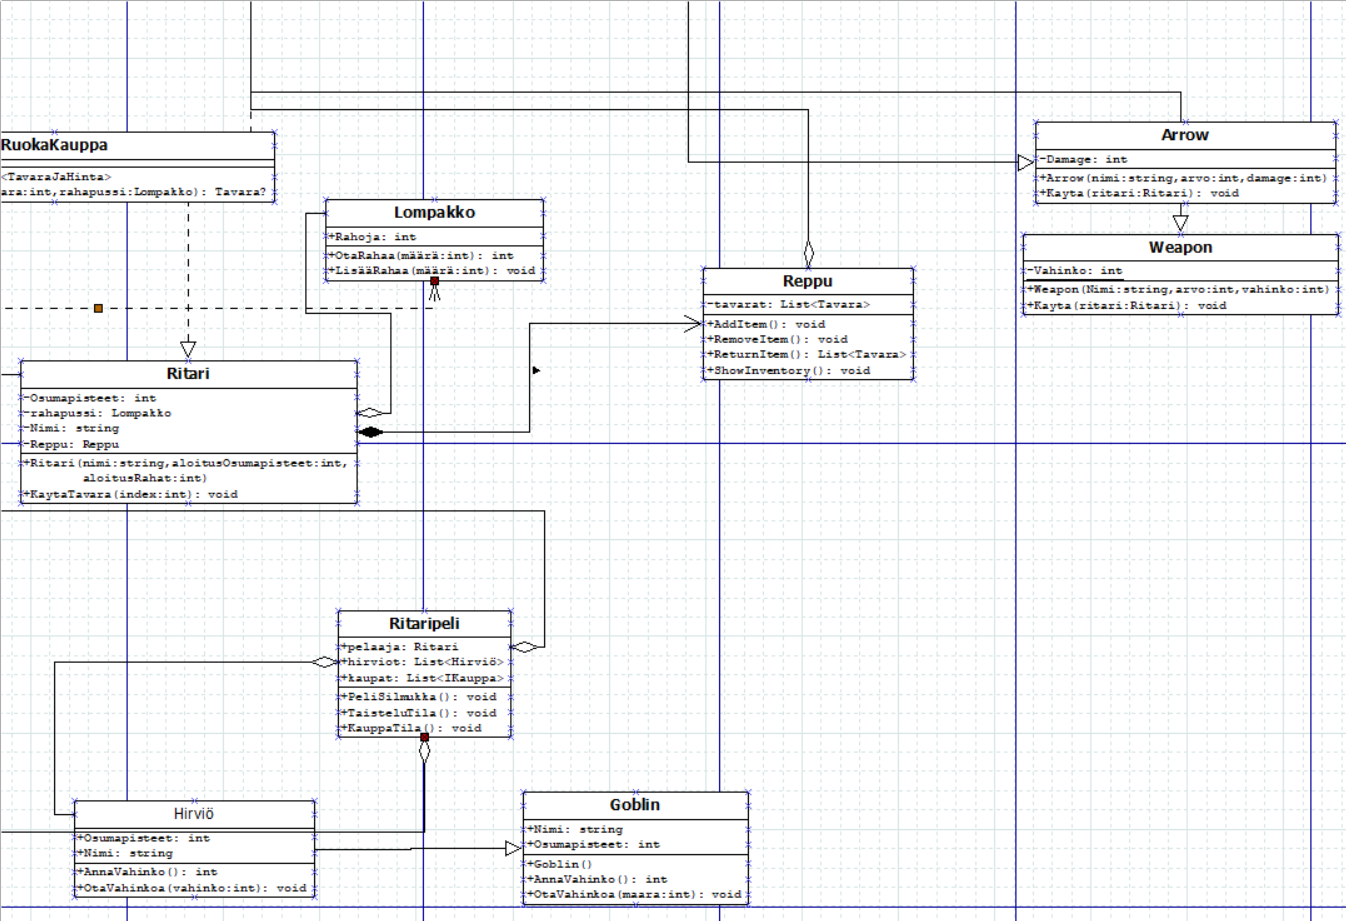 RuokaKauppa
<TavaraJaHinta>
ara:int,rahapussi:Lompakko): Tavara?
Lompakko
+Rahoja: int
+OtaRahaa(määrä:int): int
+LisääRahaa(määrä:int): void
Arrow
-Damage: int
+Arrow(nimi:string,arvo:int,damage:int)
+Kayta(ritari:Ritari): void
Weapon
-Vahinko: int
+Weapon(Nimi:string,arvo:int,vahinko:int)
+Kayta(ritari:Ritari): void
Reppu
-tavarat: List<Tavara>
+AddItem(): void
+RemoveItem(): void
+ReturnItem(): List<Tavara>
+ShowInventory(): void
Ritari
-Osumapisteet: int
-rahapussi: Lompakko
-Nimi: string
-Reppu: Reppu
+Ritari(nimi:string,aloitusOsumapisteet:int,
aloitusRahat:int)
+KaytaTavara(index:int): void
Ritaripeli
+pelaaja: Ritari
+hirviot: List<Hirviö>
+kaupat: List<IKauppa>
+PeliSilmukka(): void
+TaisteluTila(): void
+KauppaTila(): void
Hirviö
+Osumapisteet: int
+Nimi: string
+AnnaVahinko(): int
+OtaVahinkoa(vahinko:int): void
Goblin
+Nimi: string
+Osumapisteet: int
+Goblin()
+AnnaVahinko(): int
+OtaVahinkoa(maara:int): void